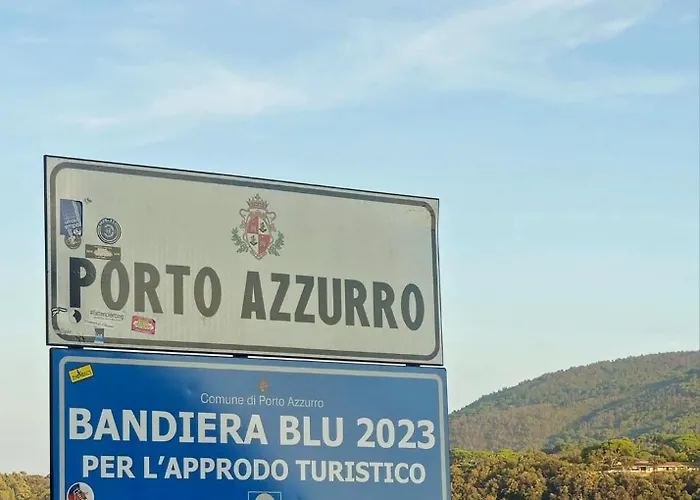 PORTO AZZURRO
Comune di Porto Azzurro
BANDIERA BLU 2023
PER L'APPRODO TURISTICO